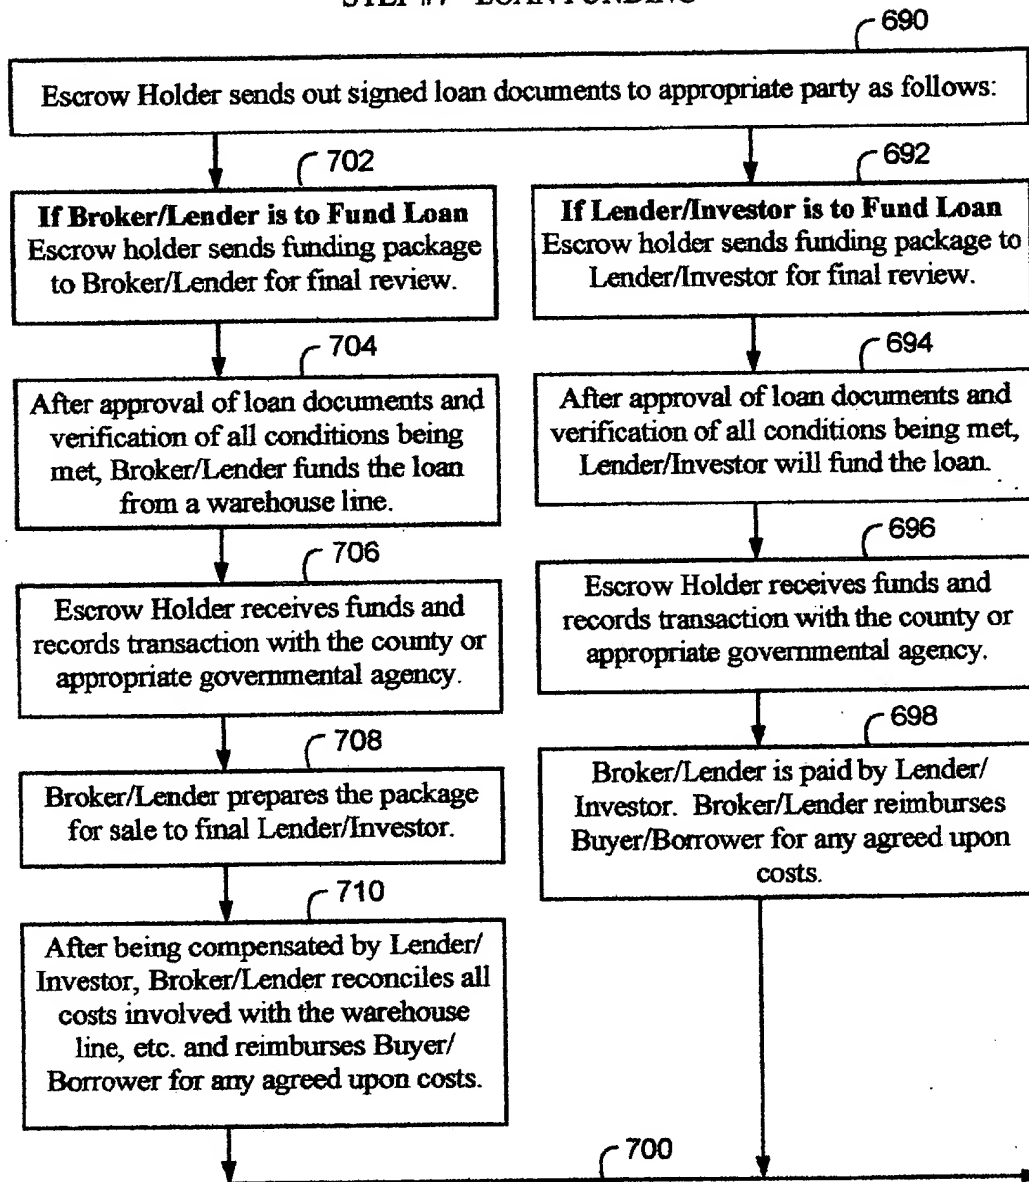 STEP #7 LOAN FUNDING
690
Escrow Holder sends out signed loan documents to appropriate party as follows:
702
If Broker/Lender is to Fund Loan
Escrow holder sends funding package
to Broker/Lender for final review.
704
After approval of loan documents and
verification of all conditions being
met, Broker/Lender funds the loan
from a warehouse line.
706
Escrow Holder receives funds and
records transaction with the county or
appropriate governmental agency.
708
Broker/Lender prepares the package
for sale to final Lender/Investor.
710
After being compensated by Lender/
Investor, Broker/Lender reconciles all
costs involved with the warehouse
line, etc. and reimburses Buyer/
Borrower for any agreed upon costs.
692
If Lender/Investor is to Fund Loan
Escrow holder sends funding package to
Lender/Investor for final review.
694
After approval of loan documents and
verification of all conditions being met,
Lender/Investor will fund the loan.
696
Escrow Holder receives funds and
records transaction with the county or
appropriate governmental agency.
698
Broker/Lender is paid by Lender/
Investor. Broker/Lender reimburses
Buyer/Borrower for any agreed upon
costs.
700